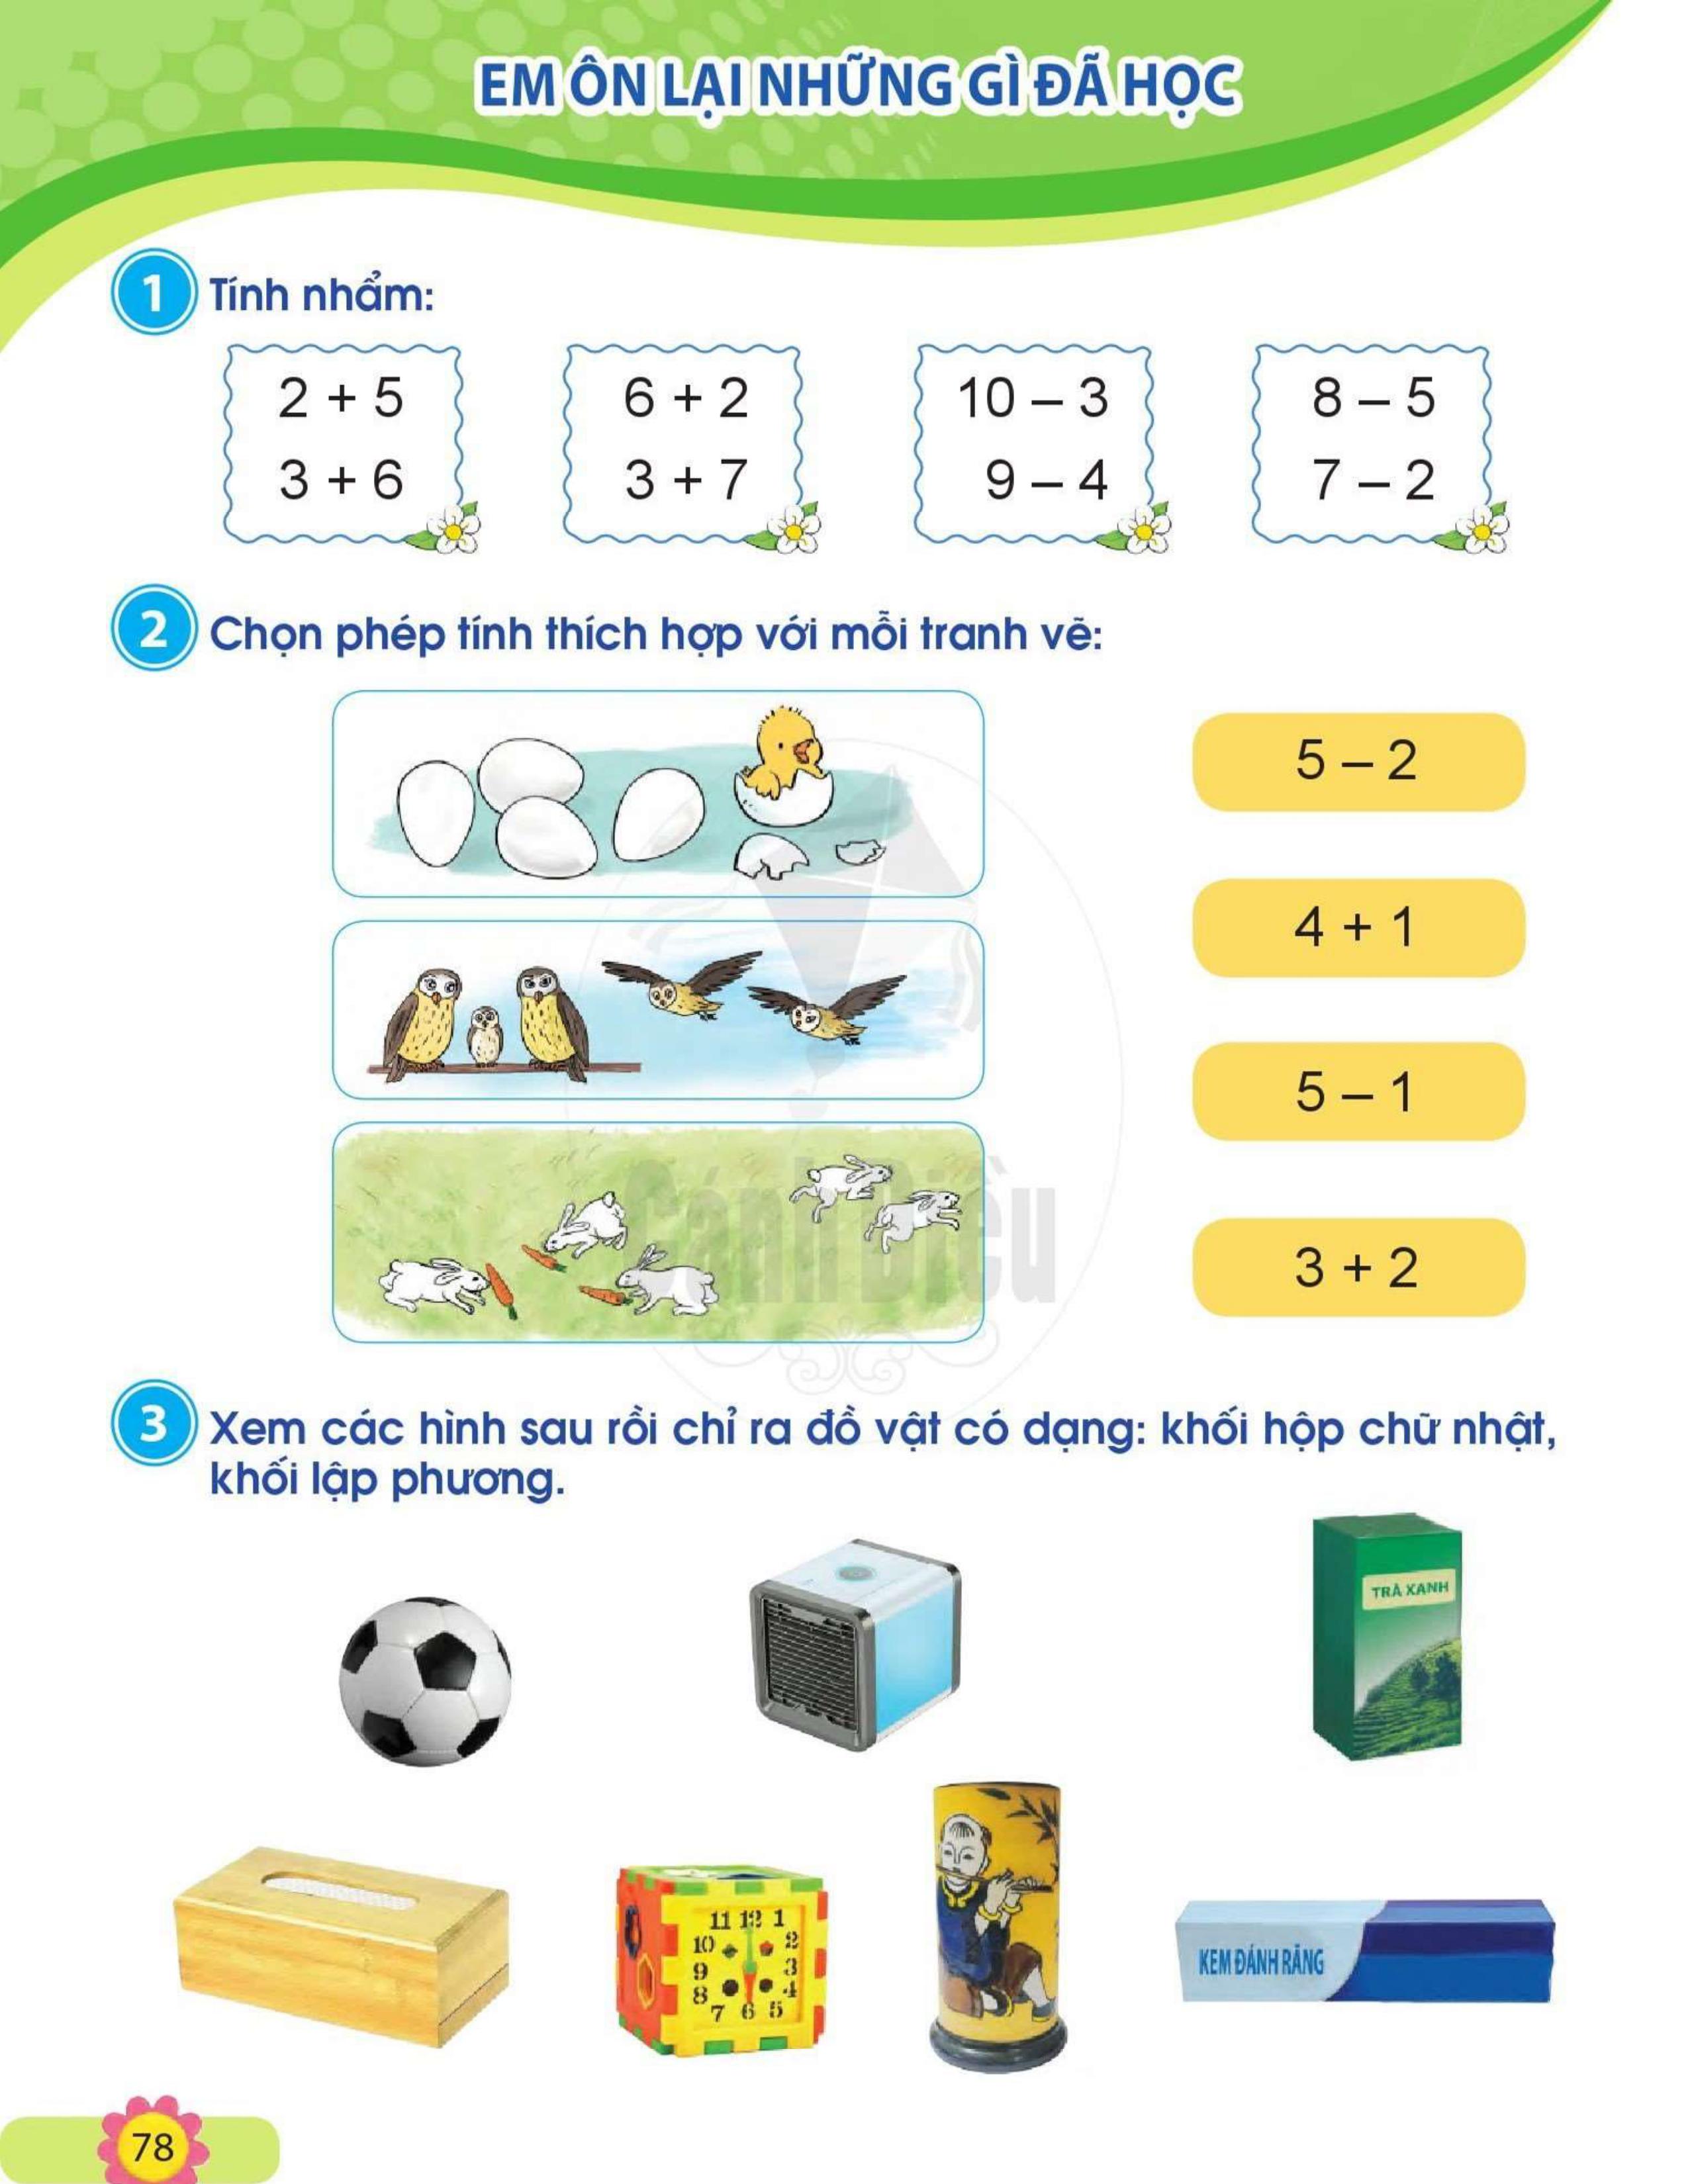 EM ÔN LẠI NHỮNG GÌ ĐÃ HỌC
1 Tính nhẩm:
2 + 5 6 + 2 10 – 3 8 – 5
3 + 6 3 + 7 9 – 4 7 – 2
2 Chọn phép tính thích hợp với mỗi tranh vẽ:
5 – 2
4 + 1
5 – 1
3 + 2
Cánh Diều
3 Xem các hình sau rồi chỉ ra đồ vật có dạng: khối hộp chữ nhật,
khối lập phương.
TRÀ XANH
11 12 1
10 2
9 3
8 4
7 6 5
KEM ĐÁNH RĂNG
78